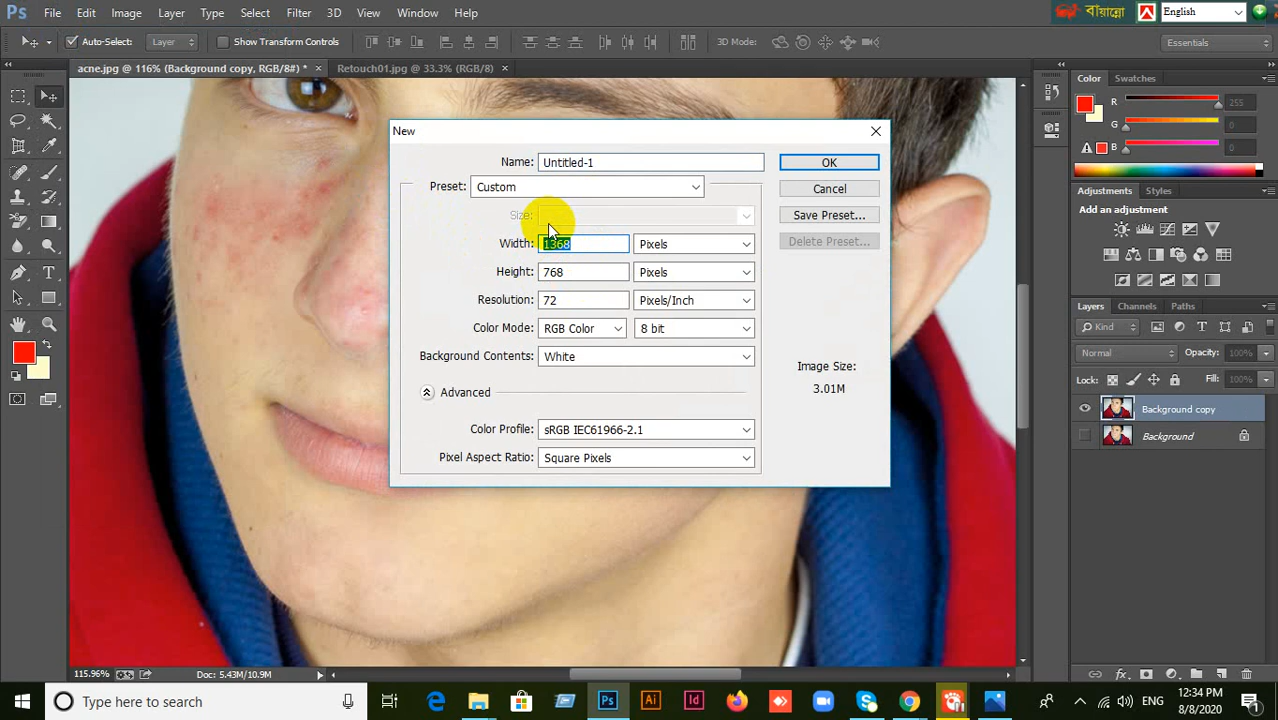 Ps File Edit Image Layer Type Select Filter 3D View Window Help
বায়ান্নো English
Auto-Select: Layer Show Transform Controls 3D Mode: Essentials
acne.jpg @ 116% (Background copy, RGB/8#) * × Retouch01.jpg @ 33.3% (RGB/8) ×
New
Name: Untitled-1
Preset: Custom
Size:
Width: 1368 Pixels
Height: 768 Pixels
Resolution: 72 Pixels/Inch
Color Mode: RGB Color 8 bit
Background Contents: White
Advanced
Color Profile: sRGB IEC61966-2.1
Pixel Aspect Ratio: Square Pixels
OK
Cancel
Save Preset...
Delete Preset...
Image Size:
3.01M
Color Swatches
R 255
G 0
B 0
Adjustments Styles
Add an adjustment
Layers Channels Paths
Kind
Normal Opacity: 100%
Lock: Fill: 100%
Background copy
Background
fx
115.96% Doc: 5.43M/10.9M
Type here to search
Ps Ai Id
ENG
12:34 PM
8/8/2020
1